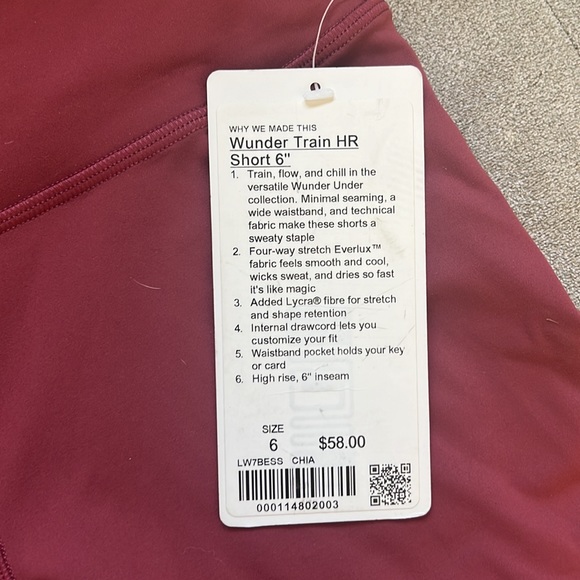 WHY WE MADE THIS
Wunder Train HR
Short 6"
1. Train, flow, and chill in the
versatile Wunder Under
collection. Minimal seaming, a
wide waistband, and technical
fabric make these shorts a
sweaty staple
2. Four-way stretch Everlux™
fabric feels smooth and cool,
wicks sweat, and dries so fast
it's like magic
3. Added Lycra® fibre for stretch
and shape retention
4. Internal drawcord lets you
customize your fit
5. Waistband pocket holds your key
or card
6. High rise, 6" inseam
SIZE
6 $58.00
LW7BESS CHIA
000114802003